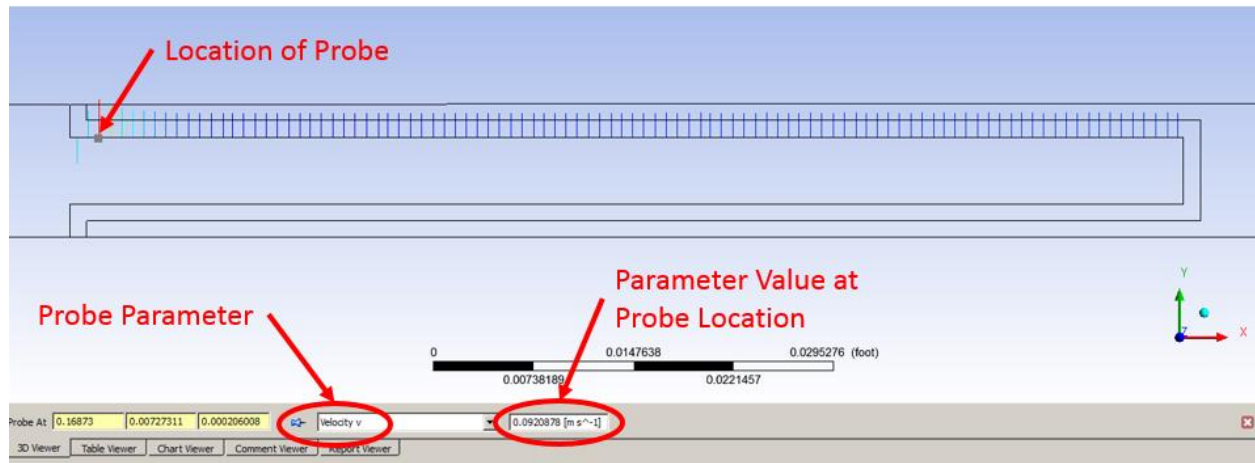 Location of Probe
Parameter Value at
Probe Location
Probe Parameter
Y
Z
X
0 0.0147638 0.0295276 (foot)
0.00738189 0.0221457
Probe At 0.16873 0.00727311 0.000206008 Velocity v 0.0920878 [m s^-1]
3D Viewer Table Viewer Chart Viewer Comment Viewer Report Viewer